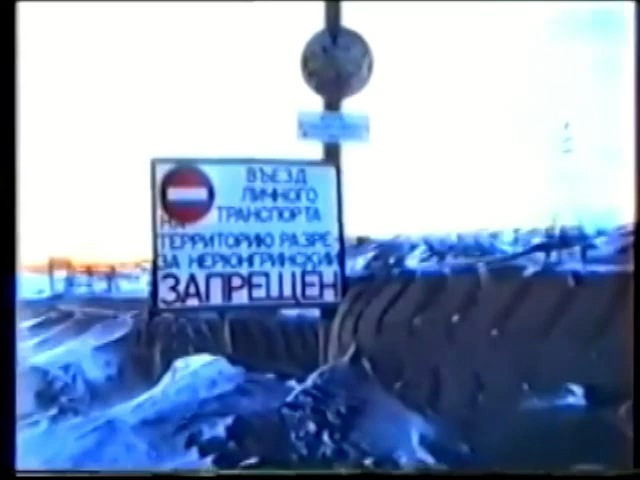 ВЪЕЗД
ЛИЧНОГО
НА ТРАНСПОРТА
ТЕРРИТОРИЮ РАЗРЕ-
ЗА НЕРЮНГРИНСКИЙ
ЗАПРЕЩЕН